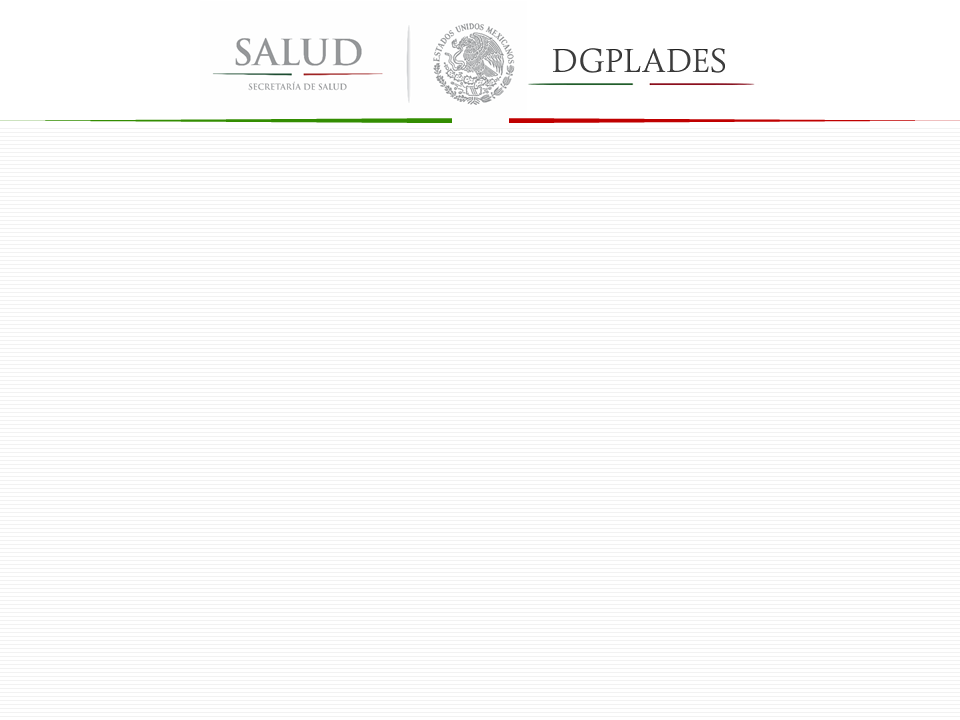 SALUD
SECRETARÍA DE SALUD
ESTADOS UNIDOS MEXICANOS
DGPLADES